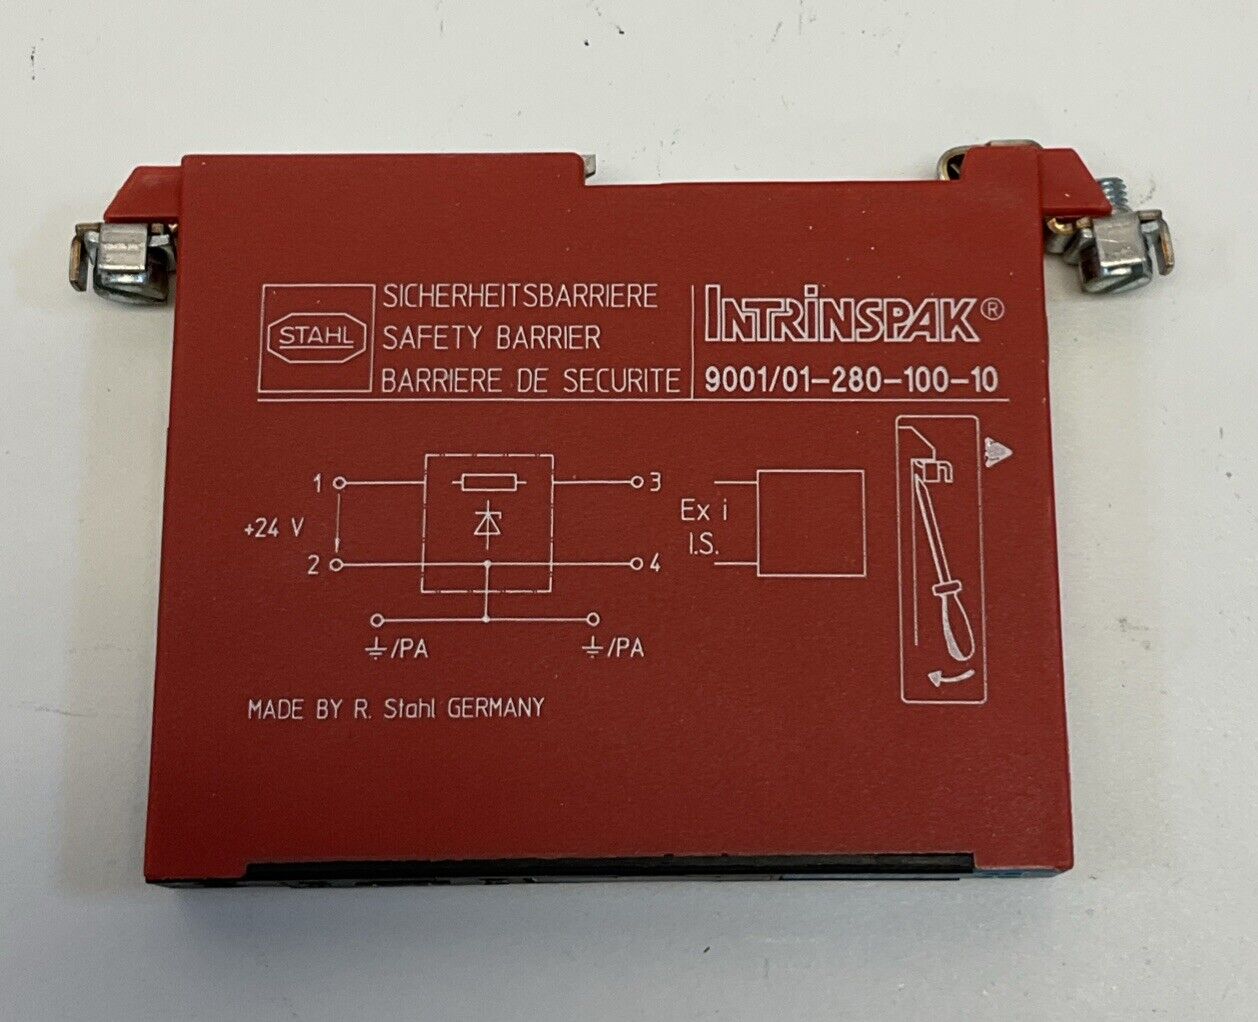 STAHL
SICHERHEITSBARRIERE
SAFETY BARRIER
BARRIERE DE SECURITE
INTRINSPAK®
9001/01-280-100-10
1
3
+24 V
2
4
Ex i
I.S.
/PA
/PA
MADE BY R. Stahl GERMANY